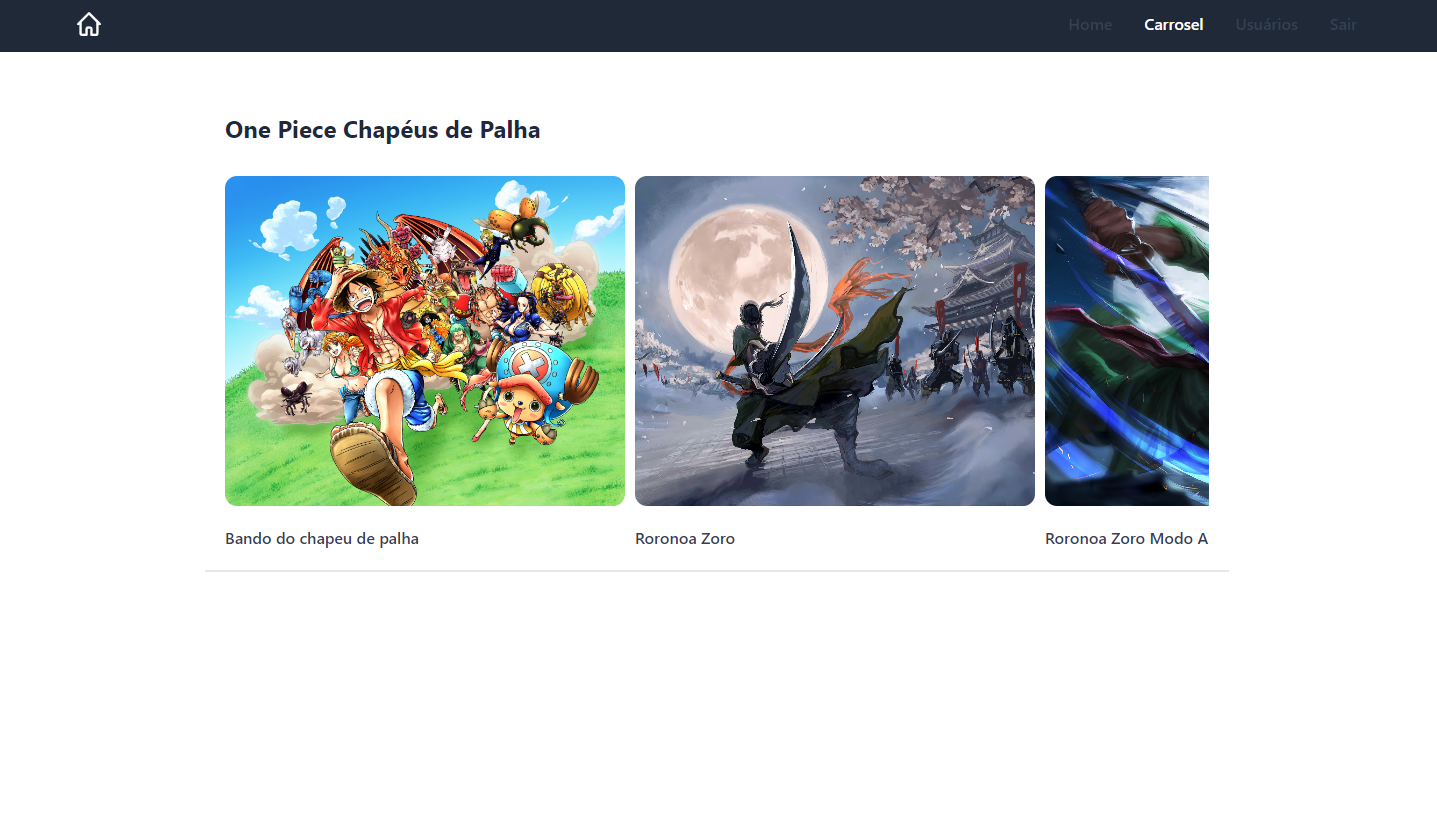 Home Carrosel Usuários Sair
One Piece Chapéus de Palha
Bando do chapeu de palha Roronoa Zoro Roronoa Zoro Modo A